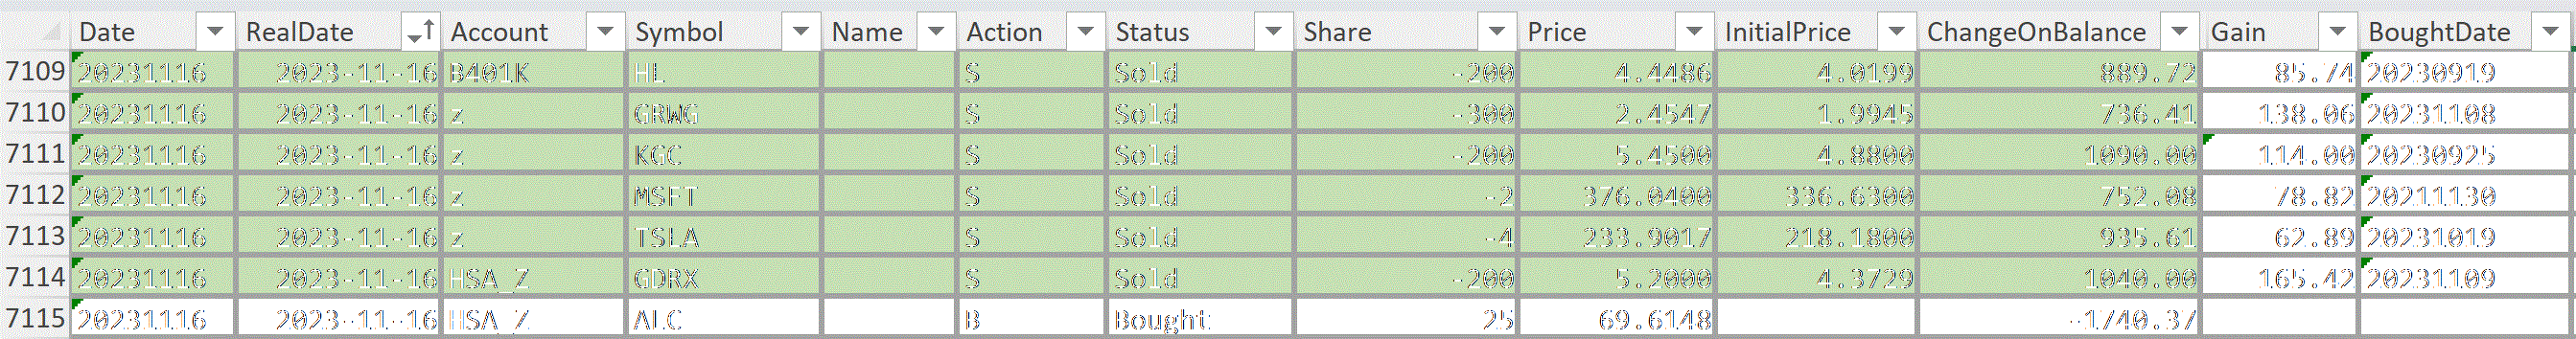 Date RealDate Account Symbol Name Action Status Share Price InitialPrice ChangeOnBalance Gain BoughtDate
7109 20231116 2023-11-16 B401K HL S Sold -200 4.4486 4.0199 889.72 85.74 20230919
7110 20231116 2023-11-16 z GRWG S Sold -300 2.4547 1.9945 736.41 138.06 20231108
7111 20231116 2023-11-16 z KGC S Sold -200 5.4500 4.8800 1090.00 114.00 20230925
7112 20231116 2023-11-16 z MSFT S Sold -2 376.0400 336.6300 752.08 78.82 20211130
7113 20231116 2023-11-16 z TSLA S Sold -4 233.9017 218.1800 935.61 62.89 20231019
7114 20231116 2023-11-16 HSA_Z GDRX S Sold -200 5.2000 4.3729 1040.00 165.42 20231109
7115 20231116 2023-11-16 HSA_Z ALC B Bought 25 69.6148 -1740.37